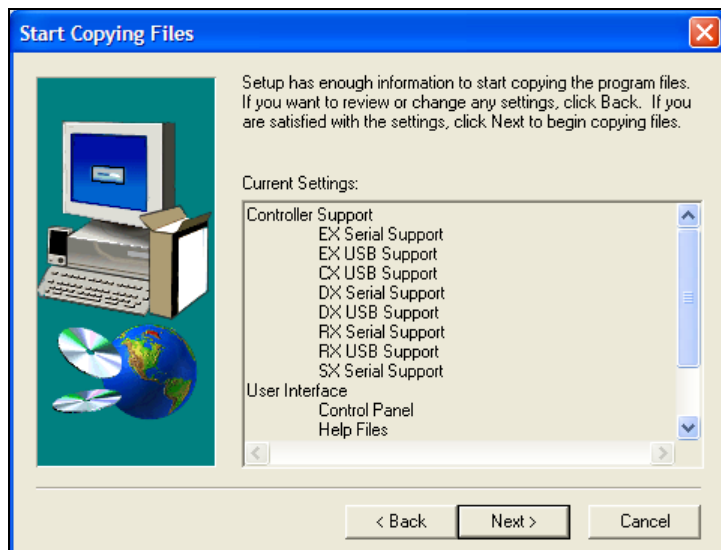 Start Copying Files
Setup has enough information to start copying the program files.
If you want to review or change any settings, click Back.  If you
are satisfied with the settings, click Next to begin copying files.
Current Settings:
Controller Support
EX Serial Support
EX USB Support
CX USB Support
DX Serial Support
DX USB Support
RX Serial Support
RX USB Support
SX Serial Support
User Interface
Control Panel
Help Files
< Back
Next >
Cancel